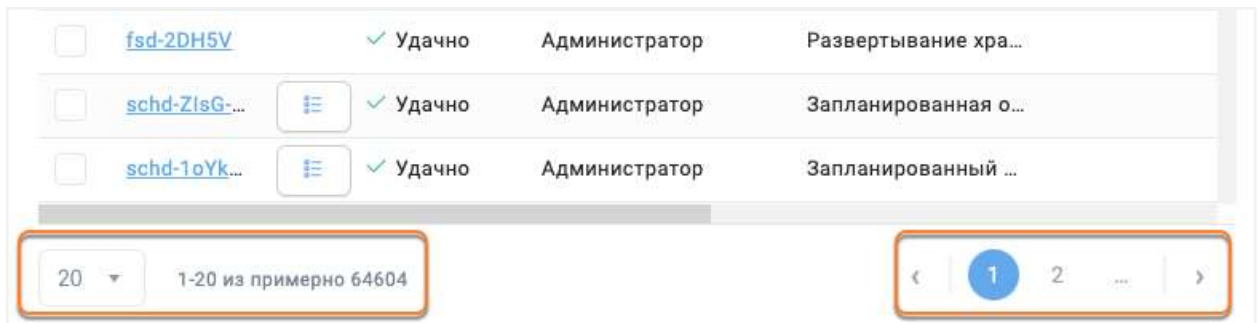 fsd-2DH5V Удачно Администратор Развертывание хра...
schd-ZIsG-... Удачно Администратор Запланированная о...
schd-1oYk... Удачно Администратор Запланированный ...
20 1-20 из примерно 64604 ‹ 1 2 ... ›